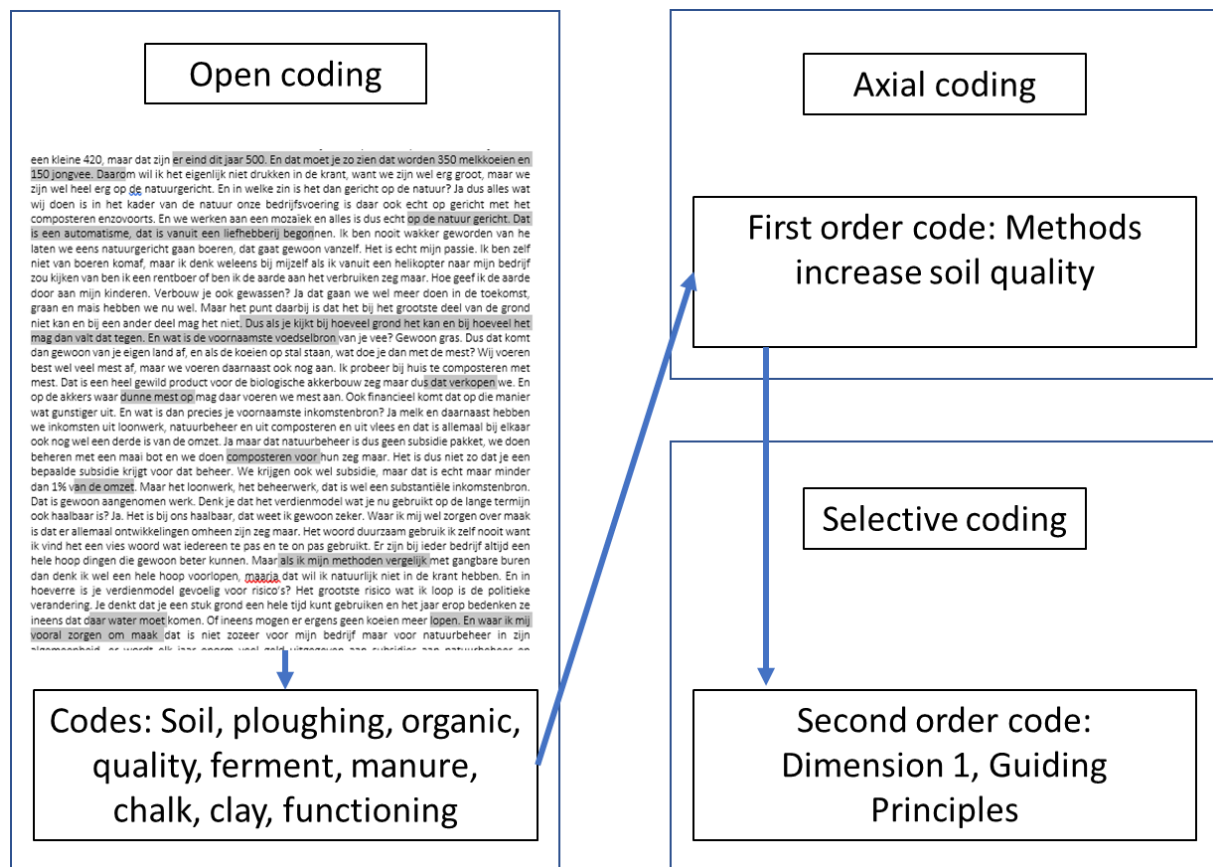 Open coding
een kleine 420, maar dat zijn er eind dit jaar 500. En dat moet je zo zien dat worden 350 melkkoeien en
150 jongvee. Daarom wil ik het eigenlijk niet drukken in de krant, want we zijn wel erg groot, maar we
zijn wel heel erg op de natuurgericht. En in welke zin is het dan gericht op de natuur? Ja dus alles wat
wij doen is in het kader van de natuur onze bedrijfsvoering is daar ook echt op gericht met het
composteren enzovoorts. En we werken aan een mozaïek en alles is dus echt op de natuur gericht. Dat
is een automatisme, dat is vanuit een liefhebberij begonnen. Ik ben nooit wakker geworden van he
laten we eens natuurgericht gaan boeren, dat gaat gewoon vanzelf. Het is echt mijn passie. Ik ben zelf
niet van boeren komaf, maar ik denk weleens bij mijzelf als ik vanuit een helikopter naar mijn bedrijf
zou kijken van ben ik een rentboer of ben ik de aarde aan het verbruiken zeg maar. Hoe geef ik de aarde
door aan mijn kinderen. Verbouw je ook gewassen? Ja dat gaan we wel meer doen in de toekomst,
graan en mais hebben we nu wel. Maar het punt daarbij is dat het bij het grootste deel van de grond
niet kan en bij een ander deel mag het niet. Dus als je kijkt bij hoeveel grond het kan en bij hoeveel het
mag dan valt dat tegen. En wat is de voornaamste voedselbron van je vee? Gewoon gras. Dus dat komt
dan gewoon van je eigen land af, en als de koeien op stal staan, wat doe je dan met de mest? Wij voeren
best wel veel mest af, maar we voeren daarnaast ook nog aan. Ik probeer bij huis te composteren met
mest. Dat is een heel gewild product voor de biologische akkerbouw zeg maar dus dat verkopen we. En
op de akkers waar dunne mest op mag daar voeren we mest aan. Ook financieel komt dat op die manier
wat gunstiger uit. En wat is dan precies je voornaamste inkomstenbron? Ja melk en daarnaast hebben
we inkomsten uit loonwerk, natuurbeheer en uit composteren en uit vlees en dat is allemaal bij elkaar
ook nog wel een derde is van de omzet. Ja maar dat natuurbeheer is dus geen subsidie pakket, we doen
beheren met een maai bot en we doen composteren voor hun zeg maar. Het is dus niet zo dat je een
bepaalde subsidie krijgt voor dat beheer. We krijgen ook wel subsidie, maar dat is echt maar minder
dan 1% van de omzet. Maar het loonwerk, het beheerwerk, dat is wel een substantiële inkomstenbron.
Dat is gewoon aangenomen werk. Denk je dat het verdienmodel wat je nu gebruikt op de lange termijn
ook haalbaar is? Ja. Het is bij ons haalbaar, dat weet ik gewoon zeker. Waar ik mij wel zorgen over maak
is dat er allemaal ontwikkelingen omheen zijn zeg maar. Het woord duurzaam gebruik ik zelf nooit want
ik vind het een vies woord wat iedereen te pas en te on pas gebruikt. Er zijn bij ieder bedrijf altijd een
hele hoop dingen die gewoon beter kunnen. Maar als ik mijn methoden vergelijk met gangbare buren
dan denk ik wel een hele hoop voorlopen, maarja dat wil ik natuurlijk niet in de krant hebben. En in
hoeverre is je verdienmodel gevoelig voor risico's? Het grootste risico wat ik loop is de politieke
verandering. Je denkt dat je een stuk grond een hele tijd kunt gebruiken en het jaar erop bedenken ze
ineens dat daar water moet komen. Of ineens mogen er ergens geen koeien meer lopen. En waar ik mij
vooral zorgen om maak dat is niet zozeer voor mijn bedrijf maar voor natuurbeheer in zijn
algemeenheid, er wordt elk jaar enorm veel geld uitgegeven aan subsidies aan natuurbeheer en
Codes: Soil, ploughing, organic,
quality, ferment, manure,
chalk, clay, functioning
Axial coding
First order code: Methods
increase soil quality
Selective coding
Second order code:
Dimension 1, Guiding
Principles